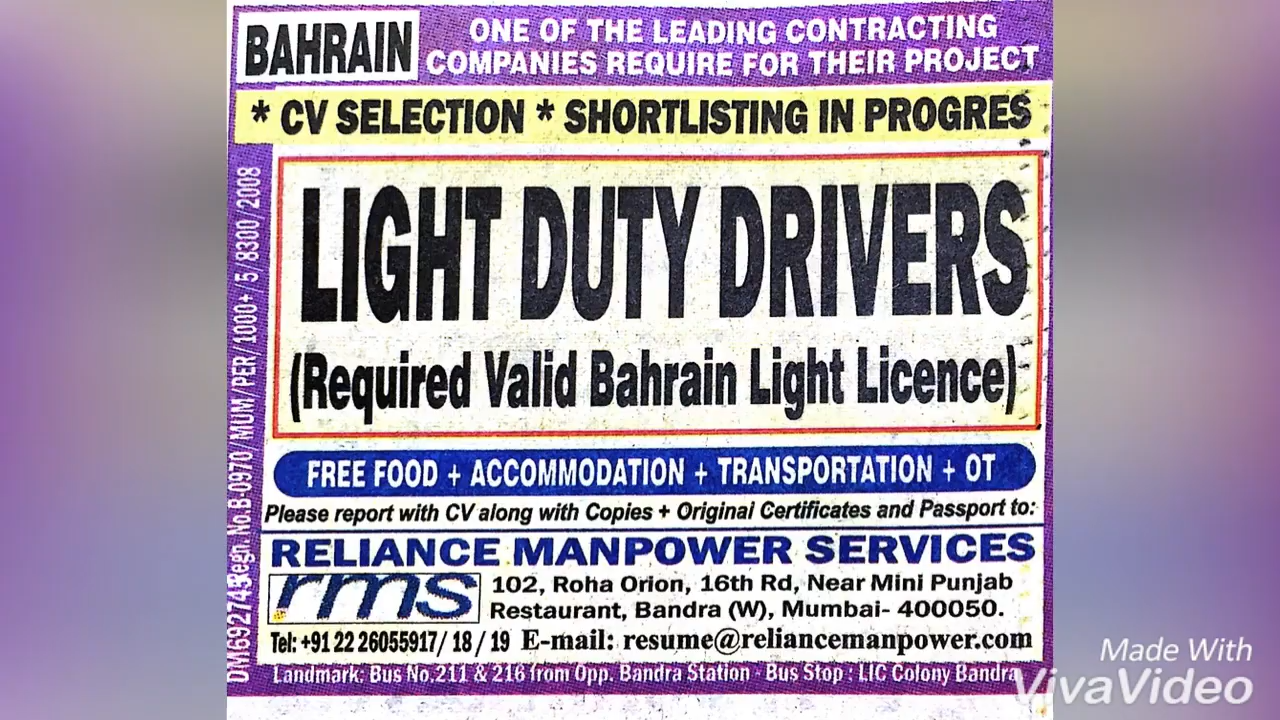 BAHRAIN
ONE OF THE LEADING CONTRACTING
COMPANIES REQUIRE FOR THEIR PROJECT
* CV SELECTION * SHORTLISTING IN PROGRES$
LIGHT DUTY DRIVERS
(Required Valid Bahrain Light Licence)
FREE FOOD + ACCOMMODATION + TRANSPORTATION + OT
Please report with CV along with Copies + Original Certificates and Passport to:
RELIANCE MANPOWER SERVICES
rms
102, Roha Orion, 16th Rd, Near Mini Punjab
Restaurant, Bandra (W), Mumbai- 400050.
Tel: +91 22 26055917/ 18 / 19 E-mail: resume@reliancemanpower.com
Landmark: Bus No.211 & 216 from Opp. Bandra Station - Bus Stop : LIC Colony Bandra
Regn. No.B-0970/MUM/PER/1000+/5/8300/2008
Made With
VivaVideo